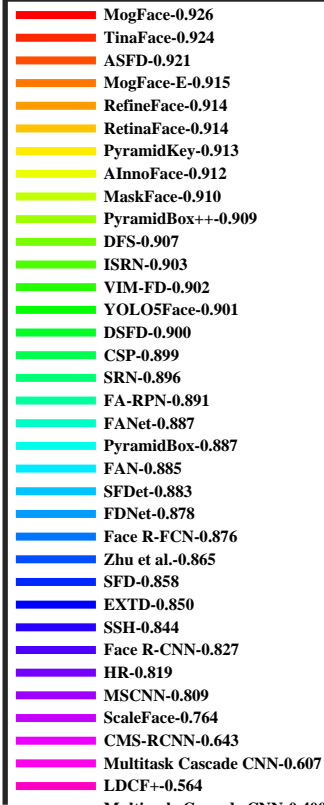 MogFace-0.926
TinaFace-0.924
ASFD-0.921
MogFace-E-0.915
RefineFace-0.914
RetinaFace-0.914
PyramidKey-0.913
AInnoFace-0.912
MaskFace-0.910
PyramidBox++-0.909
DFS-0.907
ISRN-0.903
VIM-FD-0.902
YOLO5Face-0.901
DSFD-0.900
CSP-0.899
SRN-0.896
FA-RPN-0.891
FANet-0.887
PyramidBox-0.887
FAN-0.885
SFDet-0.883
FDNet-0.878
Face R-FCN-0.876
Zhu et al.-0.865
SFD-0.858
EXTD-0.850
SSH-0.844
Face R-CNN-0.827
HR-0.819
MSCNN-0.809
ScaleFace-0.764
CMS-RCNN-0.643
Multitask Cascade CNN-0.607
LDCF+-0.564